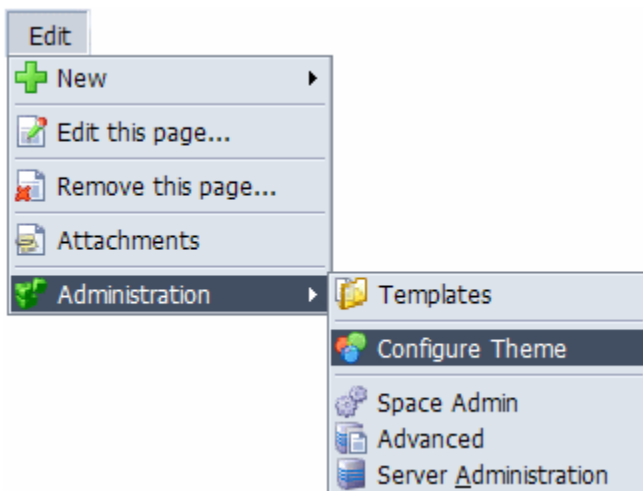 Edit
New
Edit this page...
Remove this page...
Attachments
Administration
Templates
Configure Theme
Space Admin
Advanced
Server Administration